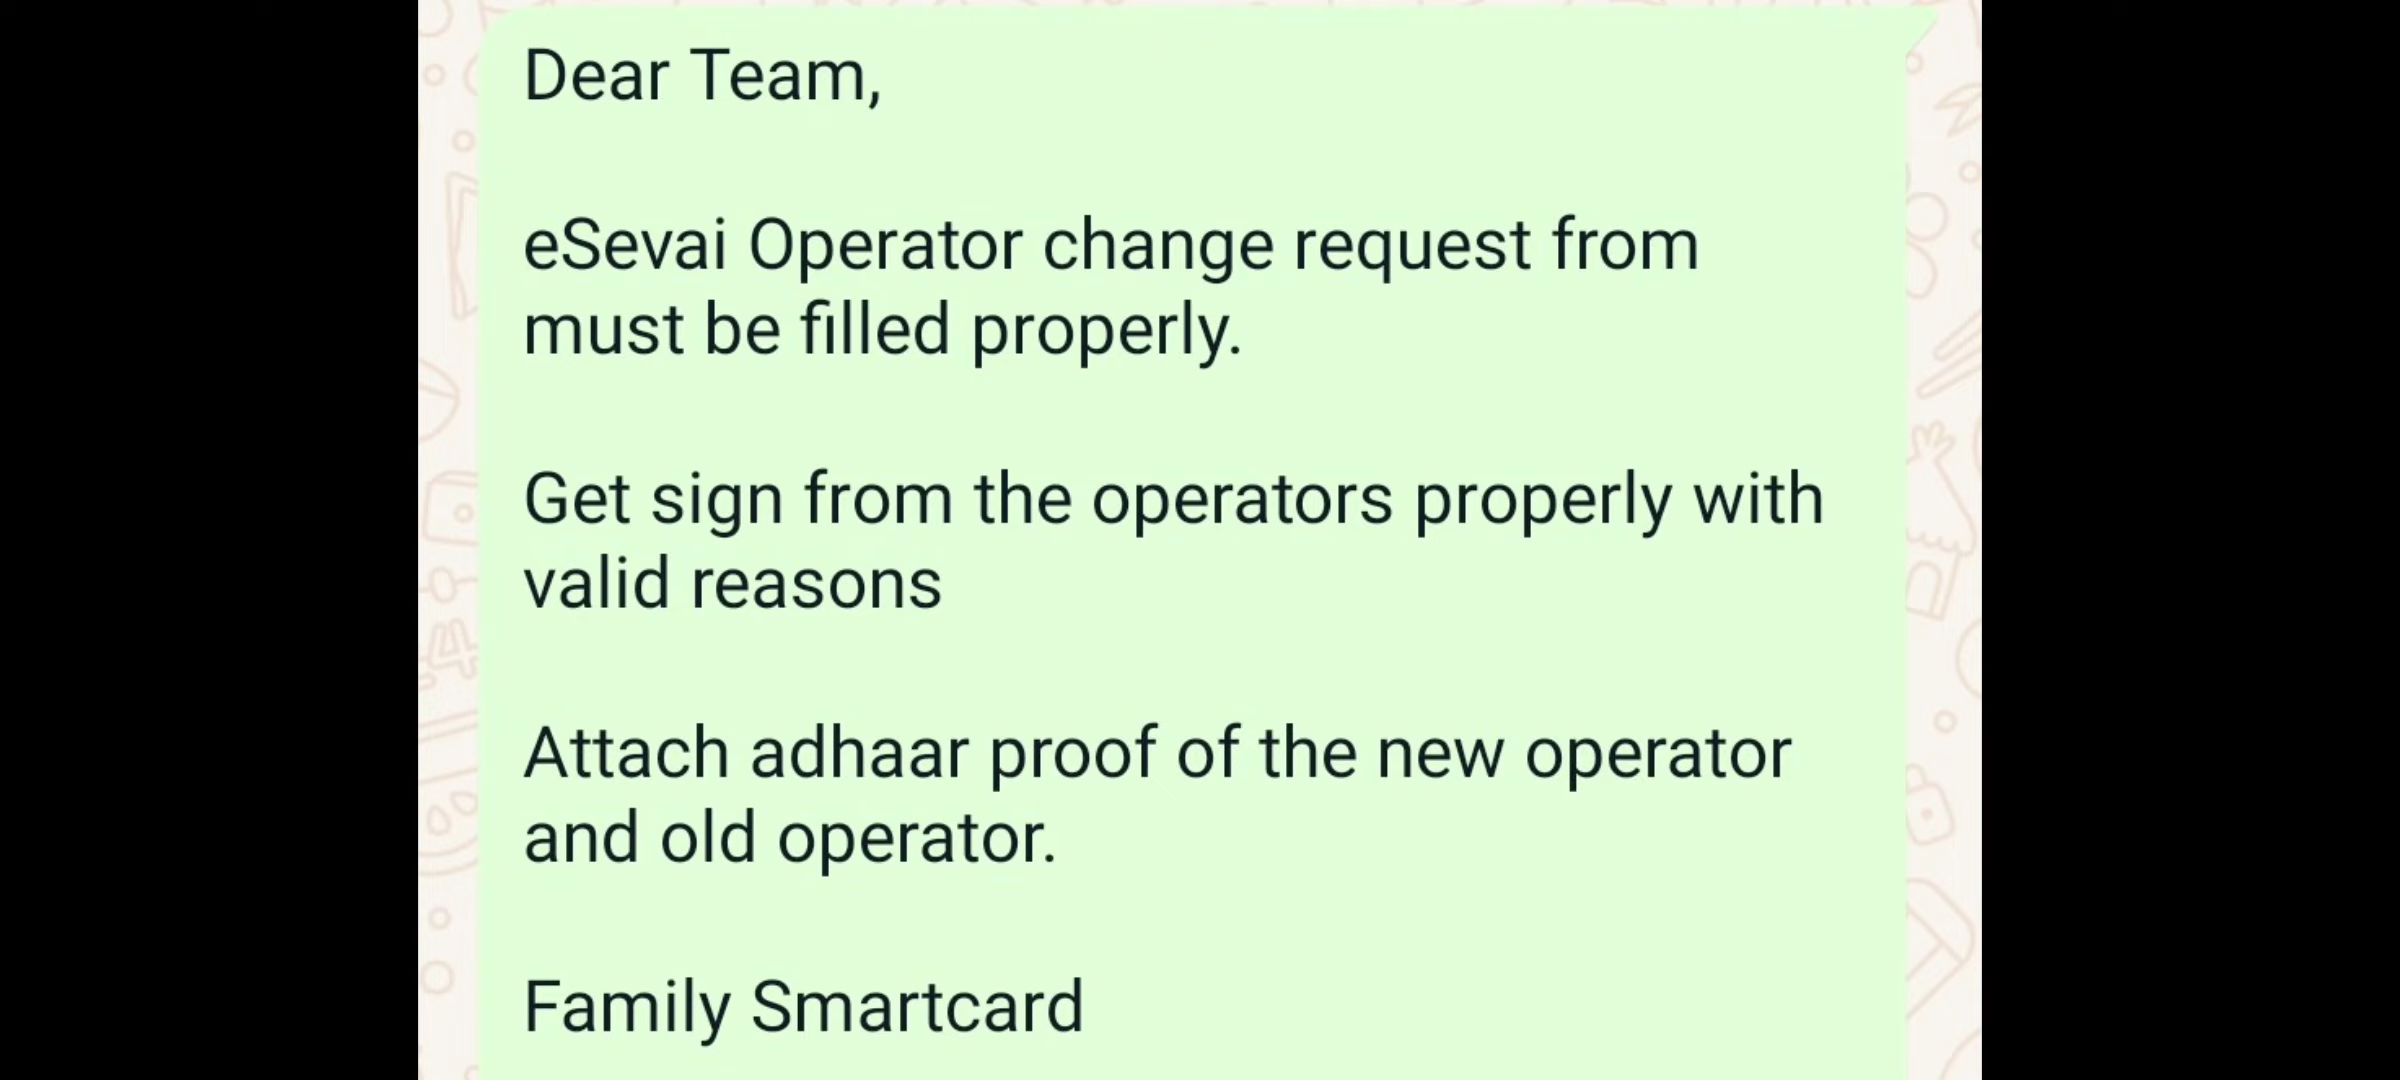 Dear Team,
eSevai Operator change request from
must be filled properly.
Get sign from the operators properly with
valid reasons
Attach adhaar proof of the new operator
and old operator.
Family Smartcard